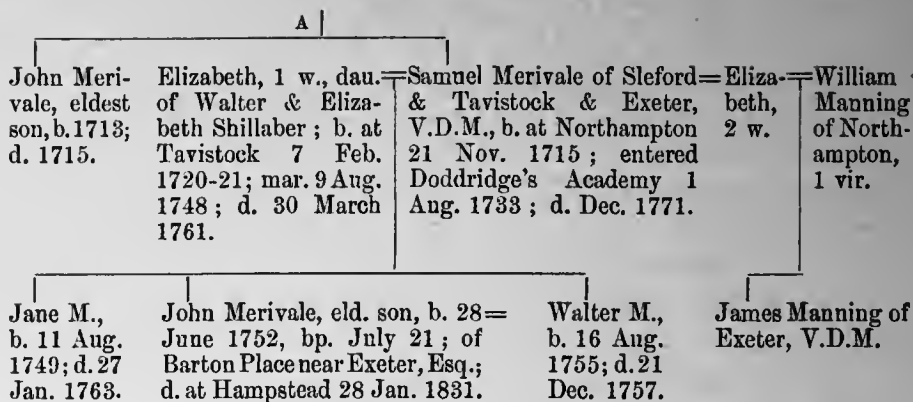 A
John Meri-
vale, eldest
son, b. 1713;
d. 1715.
Elizabeth, 1 w., dau.
of Walter & Eliza-
beth Shillaber ; b. at
Tavistock 7 Feb.
1720-21; mar. 9 Aug.
1748 ; d. 30 March
1761.
=Samuel Merivale of Sleford=
& Tavistock & Exeter,
V.D.M., b. at Northampton
21 Nov. 1715 ; entered
Doddridge's Academy 1
Aug. 1733 ; d. Dec. 1771.
Eliza-=
beth,
2 w.
William
Manning
of North-
ampton,
1 vir.
Jane M.,
b. 11 Aug.
1749; d. 27
Jan. 1763.
John Merivale, eld. son, b. 28=
June 1752, bp. July 21 ; of
Barton Place near Exeter, Esq.;
d. at Hampstead 28 Jan. 1831.
Walter M.,
b. 16 Aug.
1755; d. 21
Dec. 1757.
James Manning of
Exeter, V.D.M.